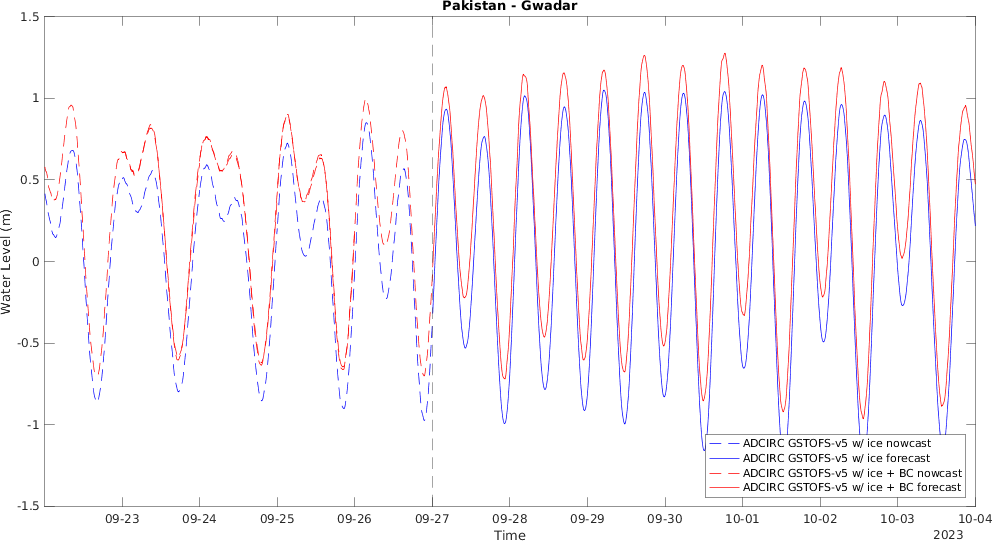 Pakistan - Gwadar
1.5
1
0.5
0
-0.5
-1
-1.5
Water Level (m)
ADCIRC GSTOFS-v5 w/ ice nowcast
ADCIRC GSTOFS-v5 w/ ice forecast
ADCIRC GSTOFS-v5 w/ ice + BC nowcast
ADCIRC GSTOFS-v5 w/ ice + BC forecast
09-23 09-24 09-25 09-26 09-27 09-28 09-29 09-30 10-01 10-02 10-03 10-04
Time
2023